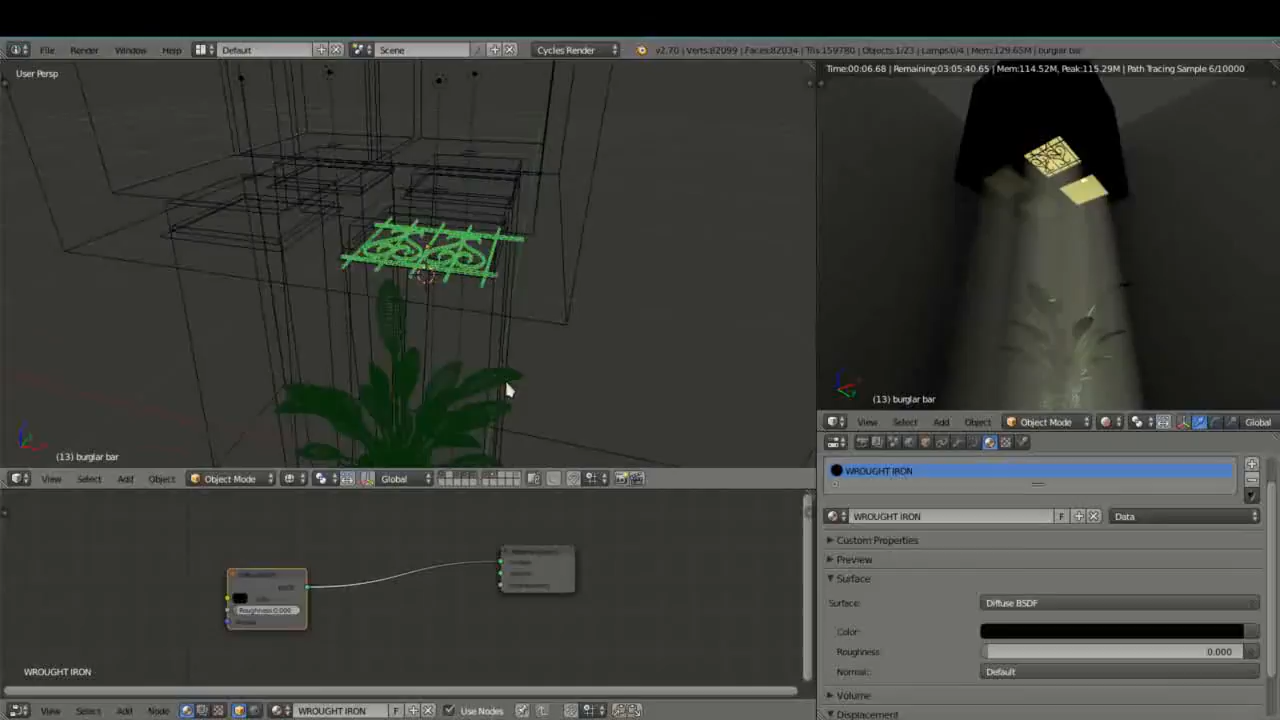 File Render Window Help Default Scene Cycles Render v2.70 | Verts:82099 | Faces:82034 | Tris:159780 | Objects:1/23 | Lamps:0/4 | Mem:129.65M | burglar bar
User Persp
Time:00:06.68 | Remaining:03:05:40.65 | Mem:114.52M, Peak:115.29M | Path Tracing Sample 6/10000
(13) burglar bar
(13) burglar bar
View Select Add Object Object Mode Global
View Select Add Object Object Mode Global
WROUGHT IRON
WROUGHT IRON F Data
Custom Properties
Preview
Surface
Surface: Diffuse BSDF
Color:
Roughness: 0.000
Normal: Default
Volume
Displacement
BSDF
Roughness 0.000
WROUGHT IRON
View Select Add Node WROUGHT IRON F Use Nodes